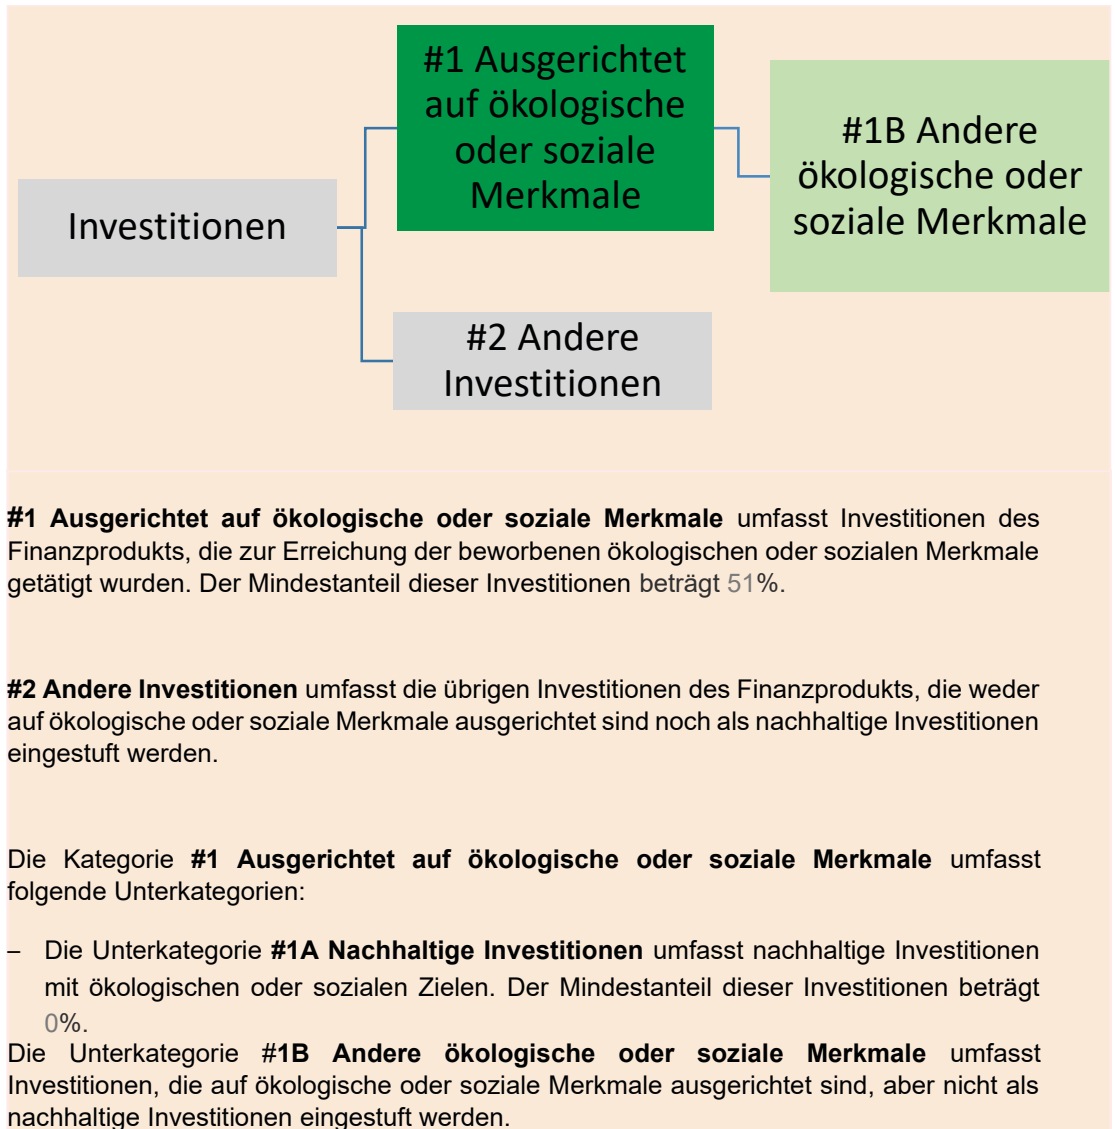 #1 Ausgerichtet
auf ökologische
oder soziale
Merkmale
#1B Andere
ökologische oder
soziale Merkmale
Investitionen
#2 Andere
Investitionen
#1 Ausgerichtet auf ökologische oder soziale Merkmale umfasst Investitionen des
Finanzprodukts, die zur Erreichung der beworbenen ökologischen oder sozialen Merkmale
getätigt wurden. Der Mindestanteil dieser Investitionen beträgt 51%.
#2 Andere Investitionen umfasst die übrigen Investitionen des Finanzprodukts, die weder
auf ökologische oder soziale Merkmale ausgerichtet sind noch als nachhaltige Investitionen
eingestuft werden.
Die Kategorie #1 Ausgerichtet auf ökologische oder soziale Merkmale umfasst
folgende Unterkategorien:
– Die Unterkategorie #1A Nachhaltige Investitionen umfasst nachhaltige Investitionen
mit ökologischen oder sozialen Zielen. Der Mindestanteil dieser Investitionen beträgt
0%.
Die Unterkategorie #1B Andere ökologische oder soziale Merkmale umfasst
Investitionen, die auf ökologische oder soziale Merkmale ausgerichtet sind, aber nicht als
nachhaltige Investitionen eingestuft werden.